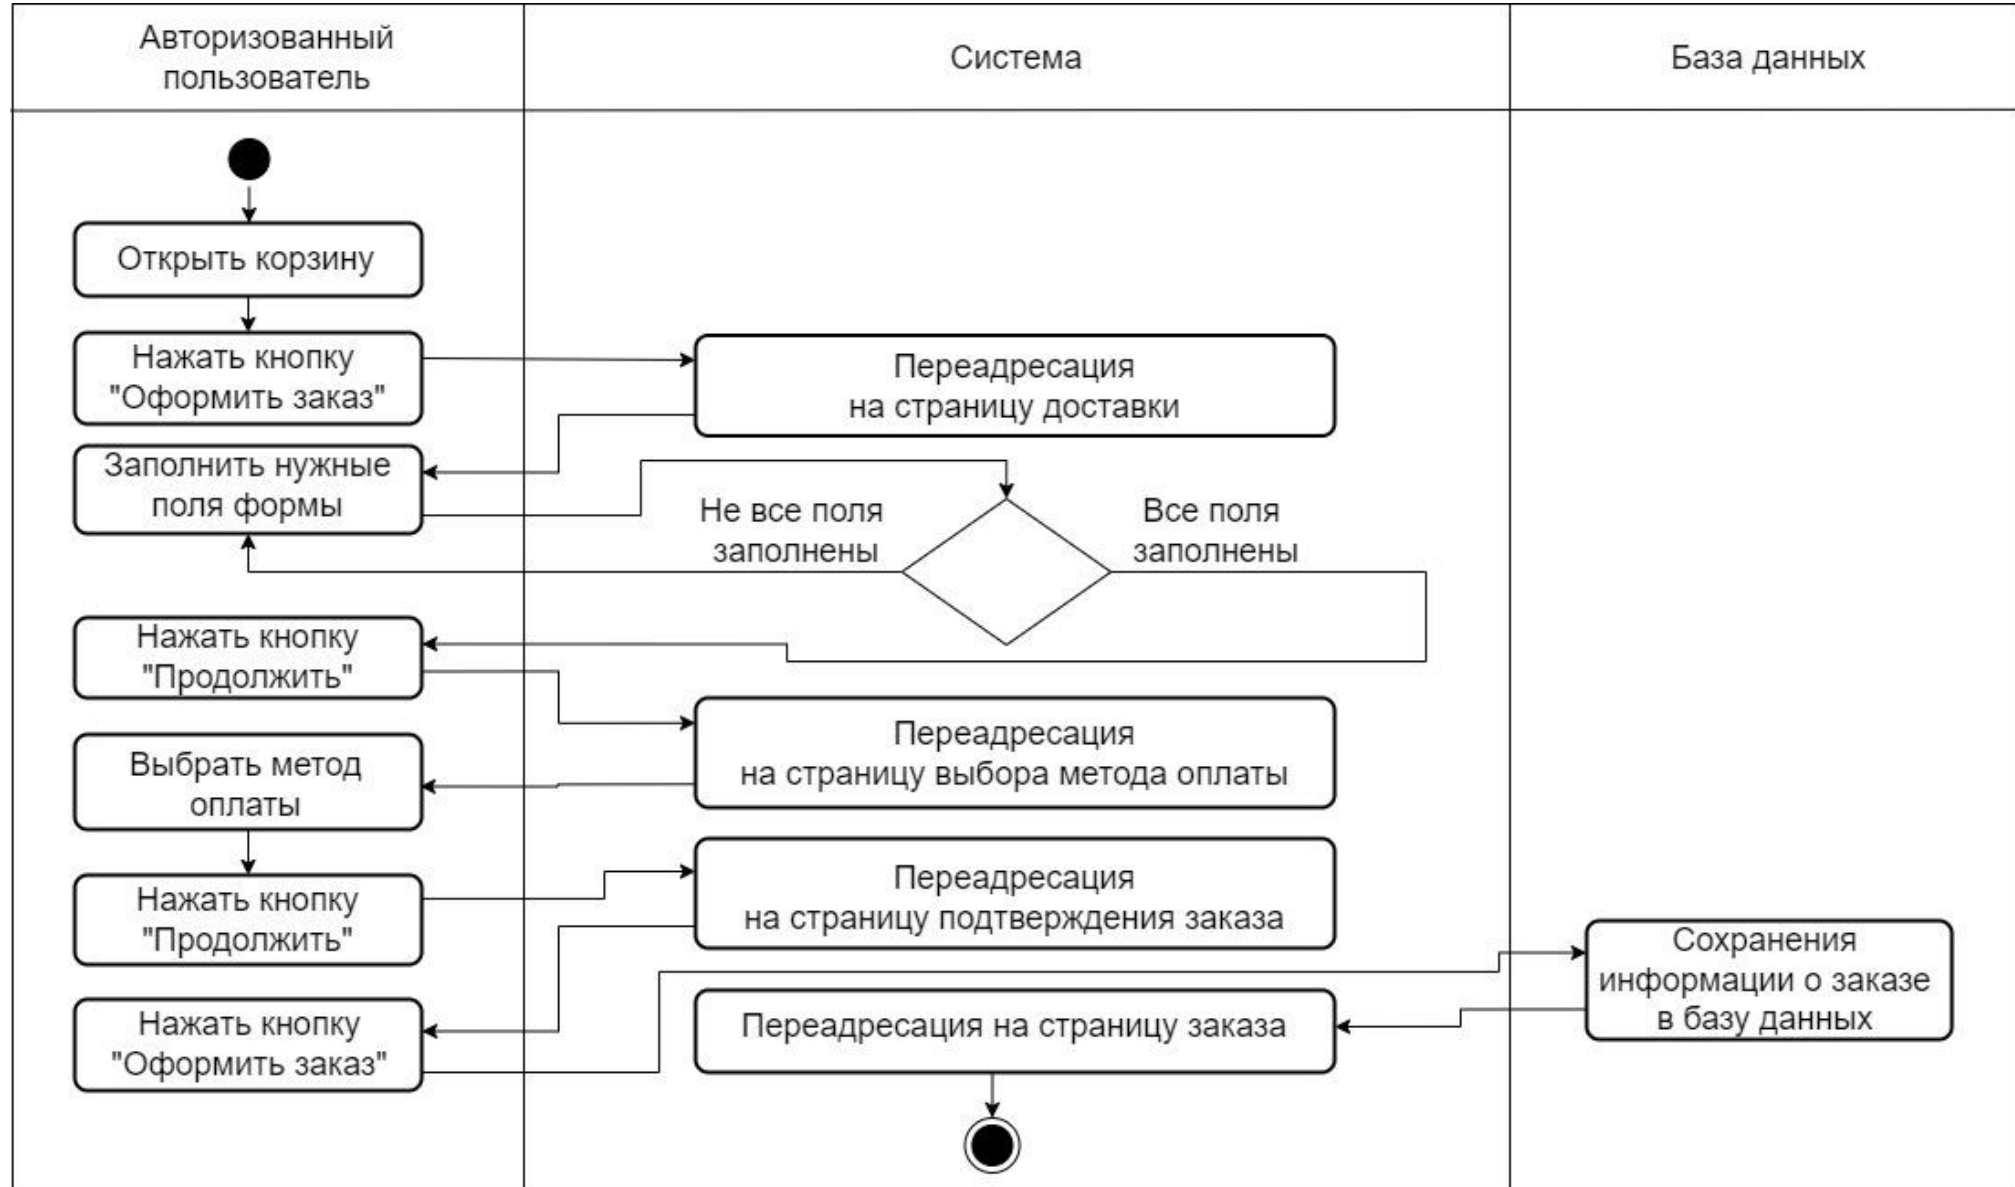 Авторизованный
пользователь
Система
База данных
Открыть корзину
Нажать кнопку
"Оформить заказ"
Переадресация
на страницу доставки
Заполнить нужные
поля формы
Не все поля
заполнены
Все поля
заполнены
Нажать кнопку
"Продолжить"
Переадресация
на страницу выбора метода оплаты
Выбрать метод
оплаты
Нажать кнопку
"Продолжить"
Переадресация
на страницу подтверждения заказа
Сохранения
информации о заказе
в базу данных
Нажать кнопку
"Оформить заказ"
Переадресация на страницу заказа